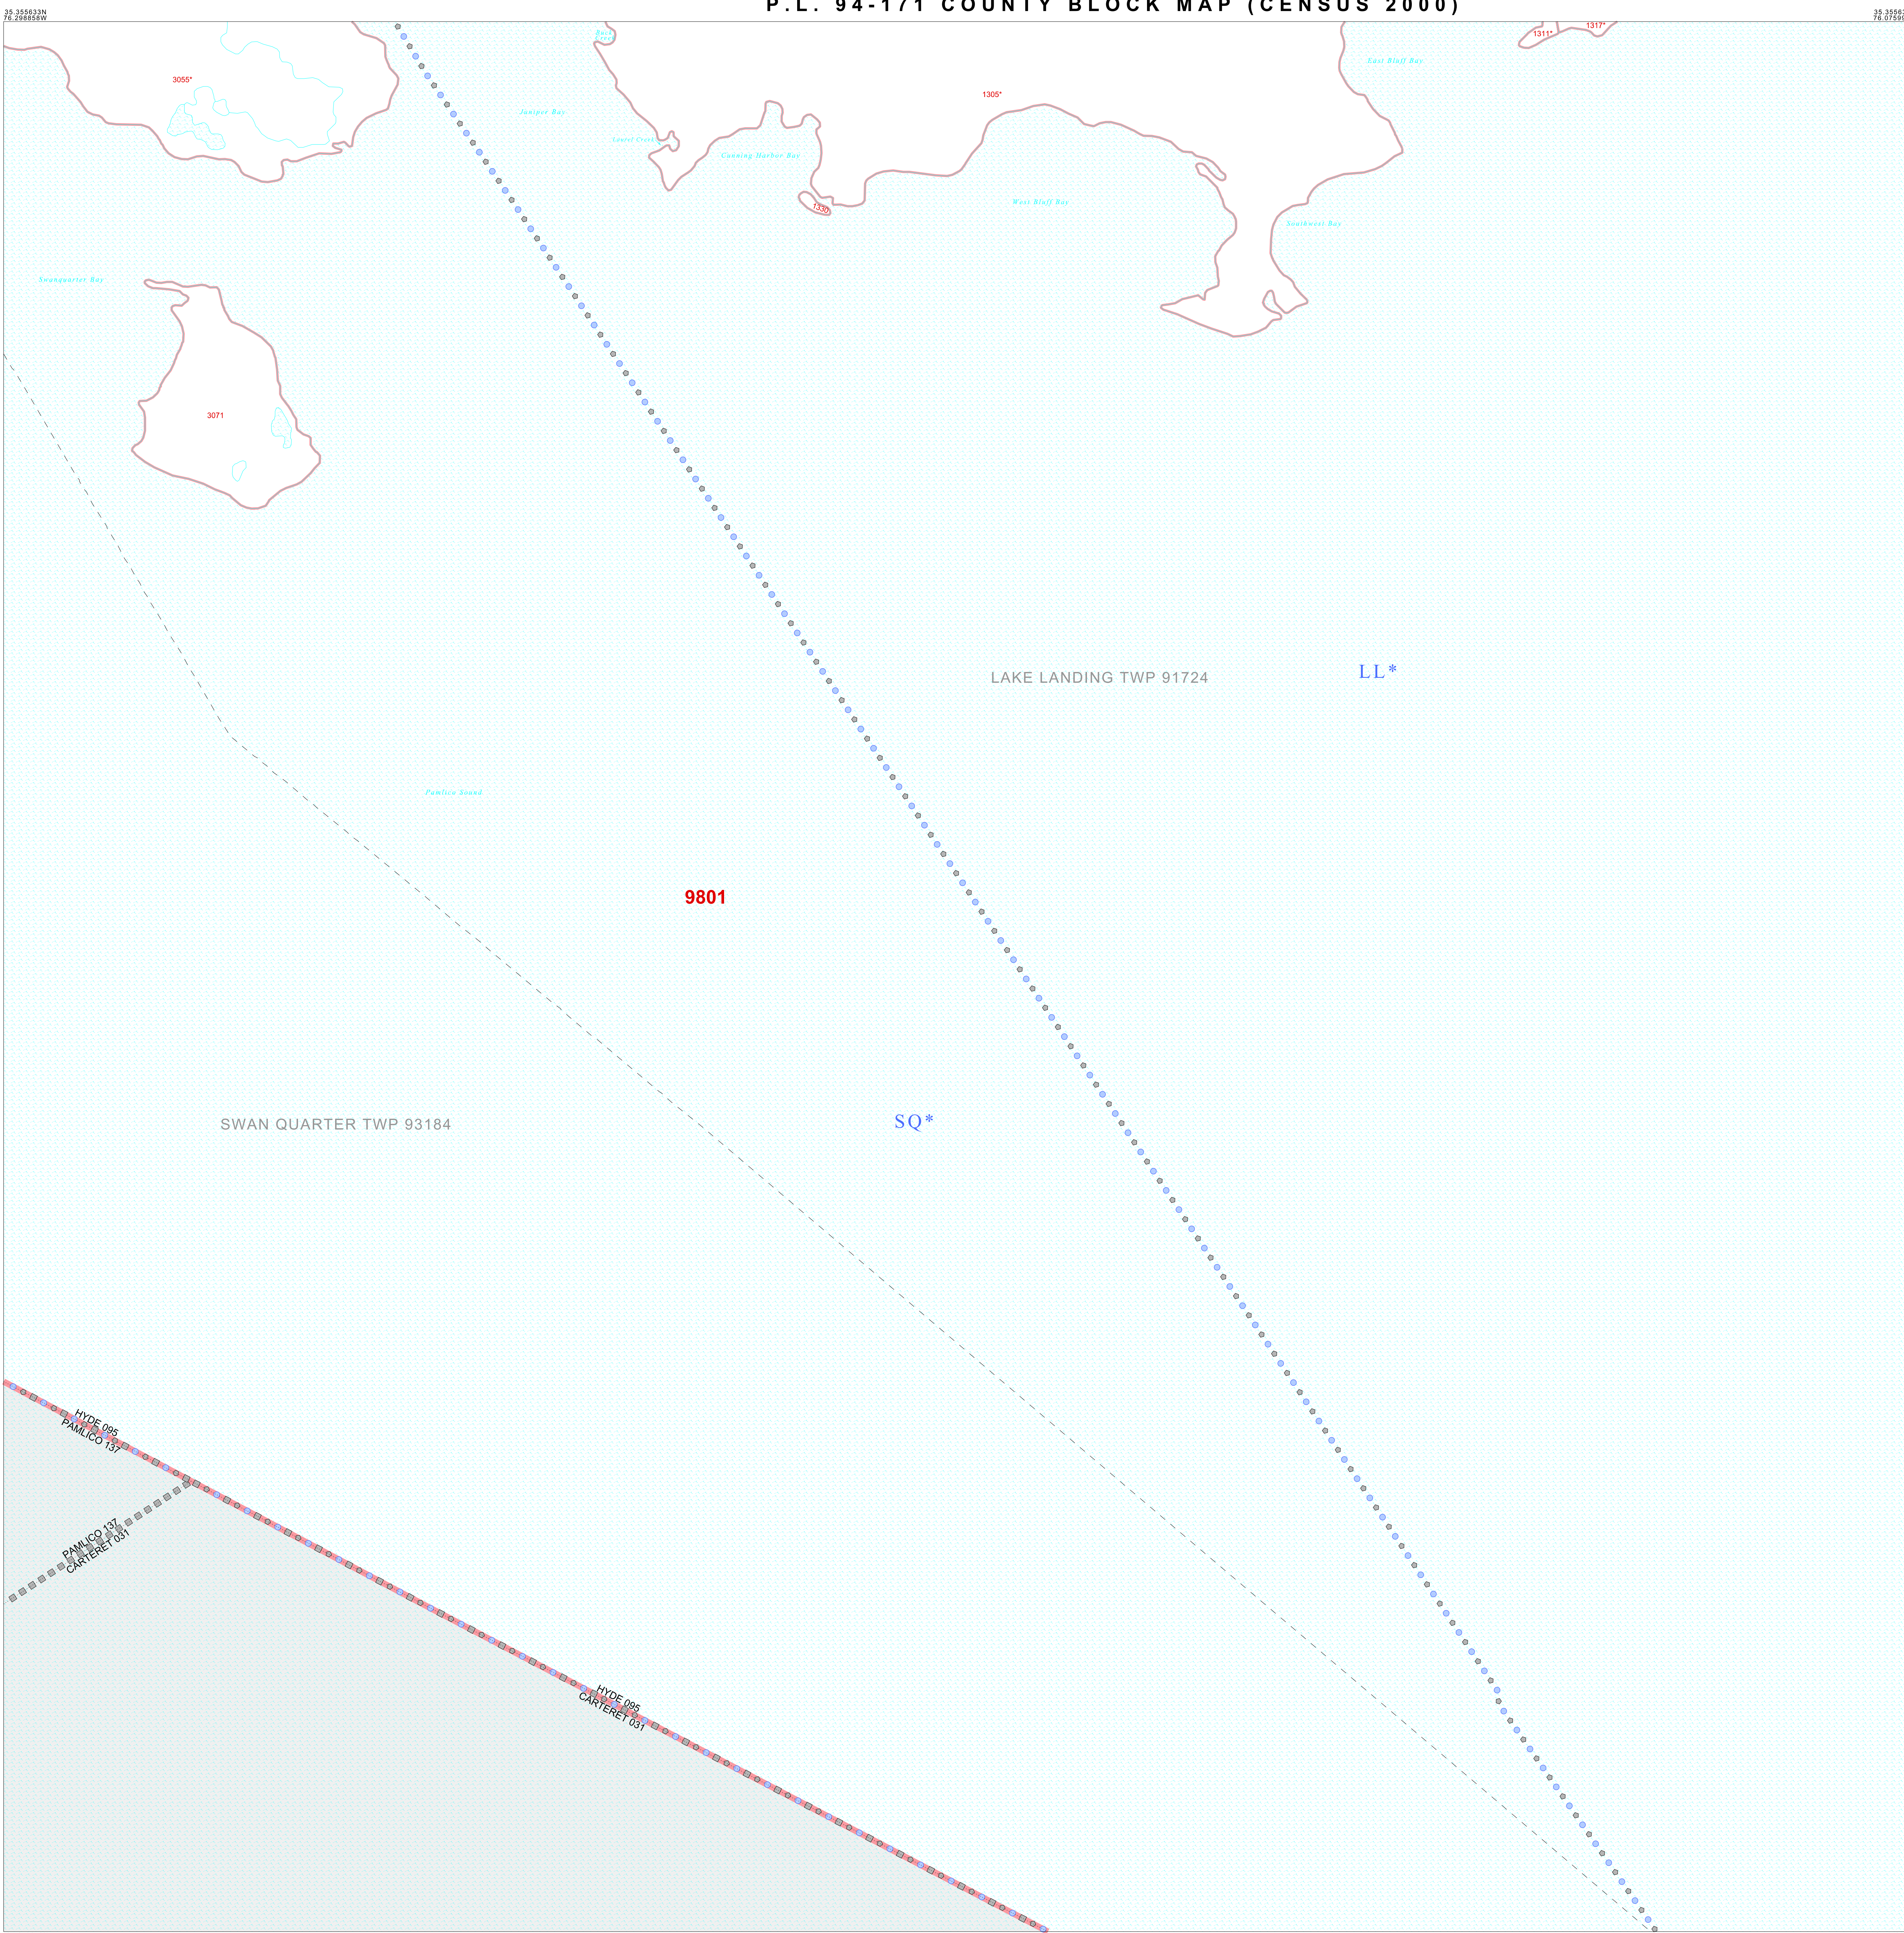 P.L. 94-171 COUNTY BLOCK MAP (CENSUS 2000)
35.355633N
76.298858W
1317*
1311*
Back
Creek
East Bluff Bay
3055*
1305*
Juniper Bay
Laurel Creek
Gunning Harbor Bay
West Bluff Bay
1330
Southwest Bay
Swanquarter Bay
3071
LAKE LANDING TWP 91724
LL*
Pamlico Sound
9801
SWAN QUARTER TWP 93184
SQ*
HYDE 095
PAMLICO 137
PAMLICO 137
CARTERET 031
HYDE 095
CARTERET 031